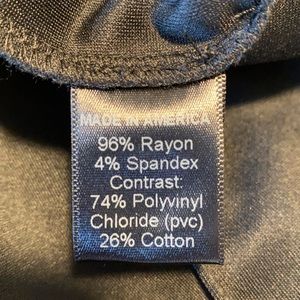 MADE IN AMERICA
96% Rayon
4% Spandex
Contrast:
74% Polyvinyl
Chloride (pvc)
26% Cotton